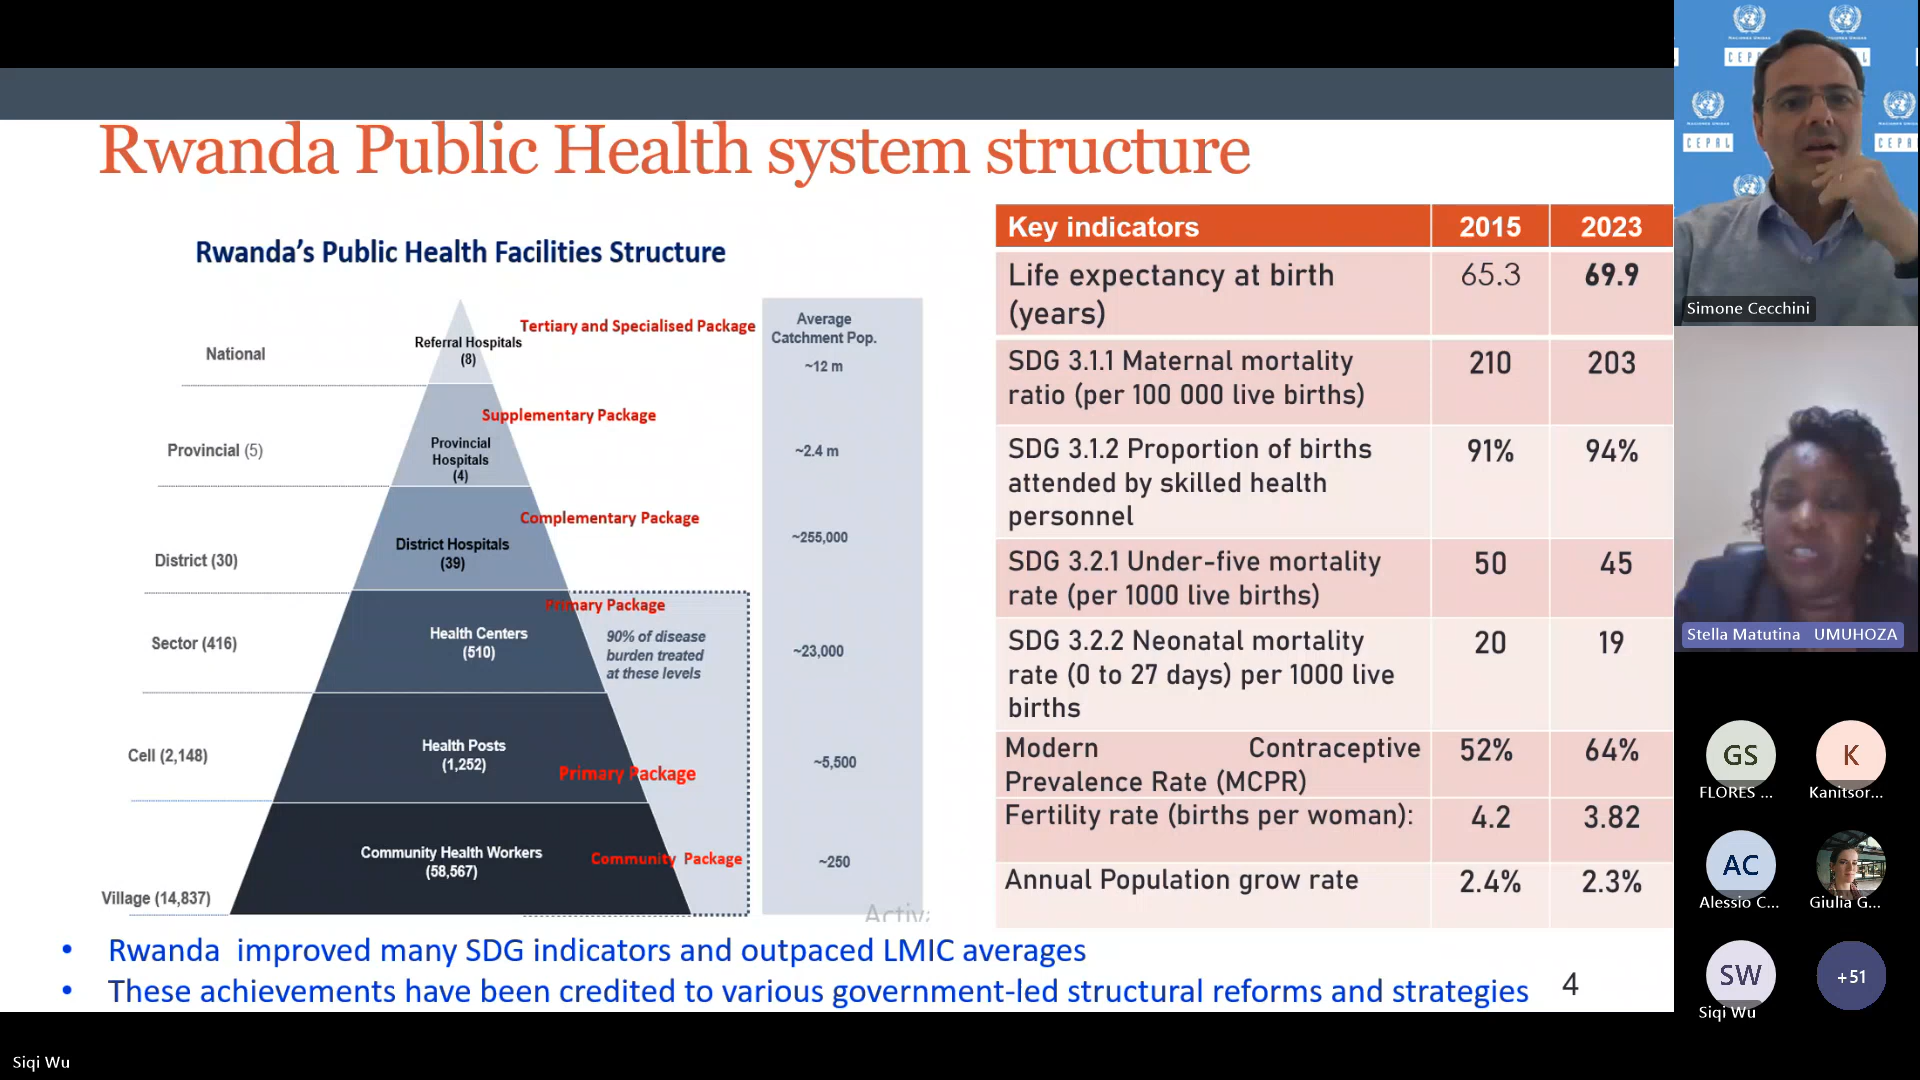 Rwanda Public Health system structure
Rwanda's Public Health Facilities Structure
National
Referral Hospitals
(8)
Tertiary and Specialised Package
Average
Catchment Pop.
~12 m
Provincial (5)
Provincial
Hospitals
(4)
Supplementary Package
~2.4 m
District (30)
District Hospitals
(39)
Complementary Package
~255,000
Sector (416)
Health Centers
(510)
Primary Package
90% of disease
burden treated
at these levels
~23,000
Cell (2,148)
Health Posts
(1,252)
Primary Package
~5,500
Village (14,837)
Community Health Workers
(58,567)
Community Package
~250
Key indicators 2015 2023
Life expectancy at birth 65.3 69.9
(years)
SDG 3.1.1 Maternal mortality 210 203
ratio (per 100 000 live births)
SDG 3.1.2 Proportion of births 91% 94%
attended by skilled health
personnel
SDG 3.2.1 Under-five mortality 50 45
rate (per 1000 live births)
SDG 3.2.2 Neonatal mortality 20 19
rate (0 to 27 days) per 1000 live
births
Modern Contraceptive 52% 64%
Prevalence Rate (MCPR)
Fertility rate (births per woman): 4.2 3.82
Annual Population grow rate 2.4% 2.3%
• Rwanda improved many SDG indicators and outpaced LMIC averages
• These achievements have been credited to various government-led structural reforms and strategies
4
CEPAL
Simone Cecchini
Stella Matutina UMUHOZA
GS
FLORES ...
K
Kanitsor...
AC
Alessio C...
Giulia G...
SW
Siqi Wu
+51
Siqi Wu